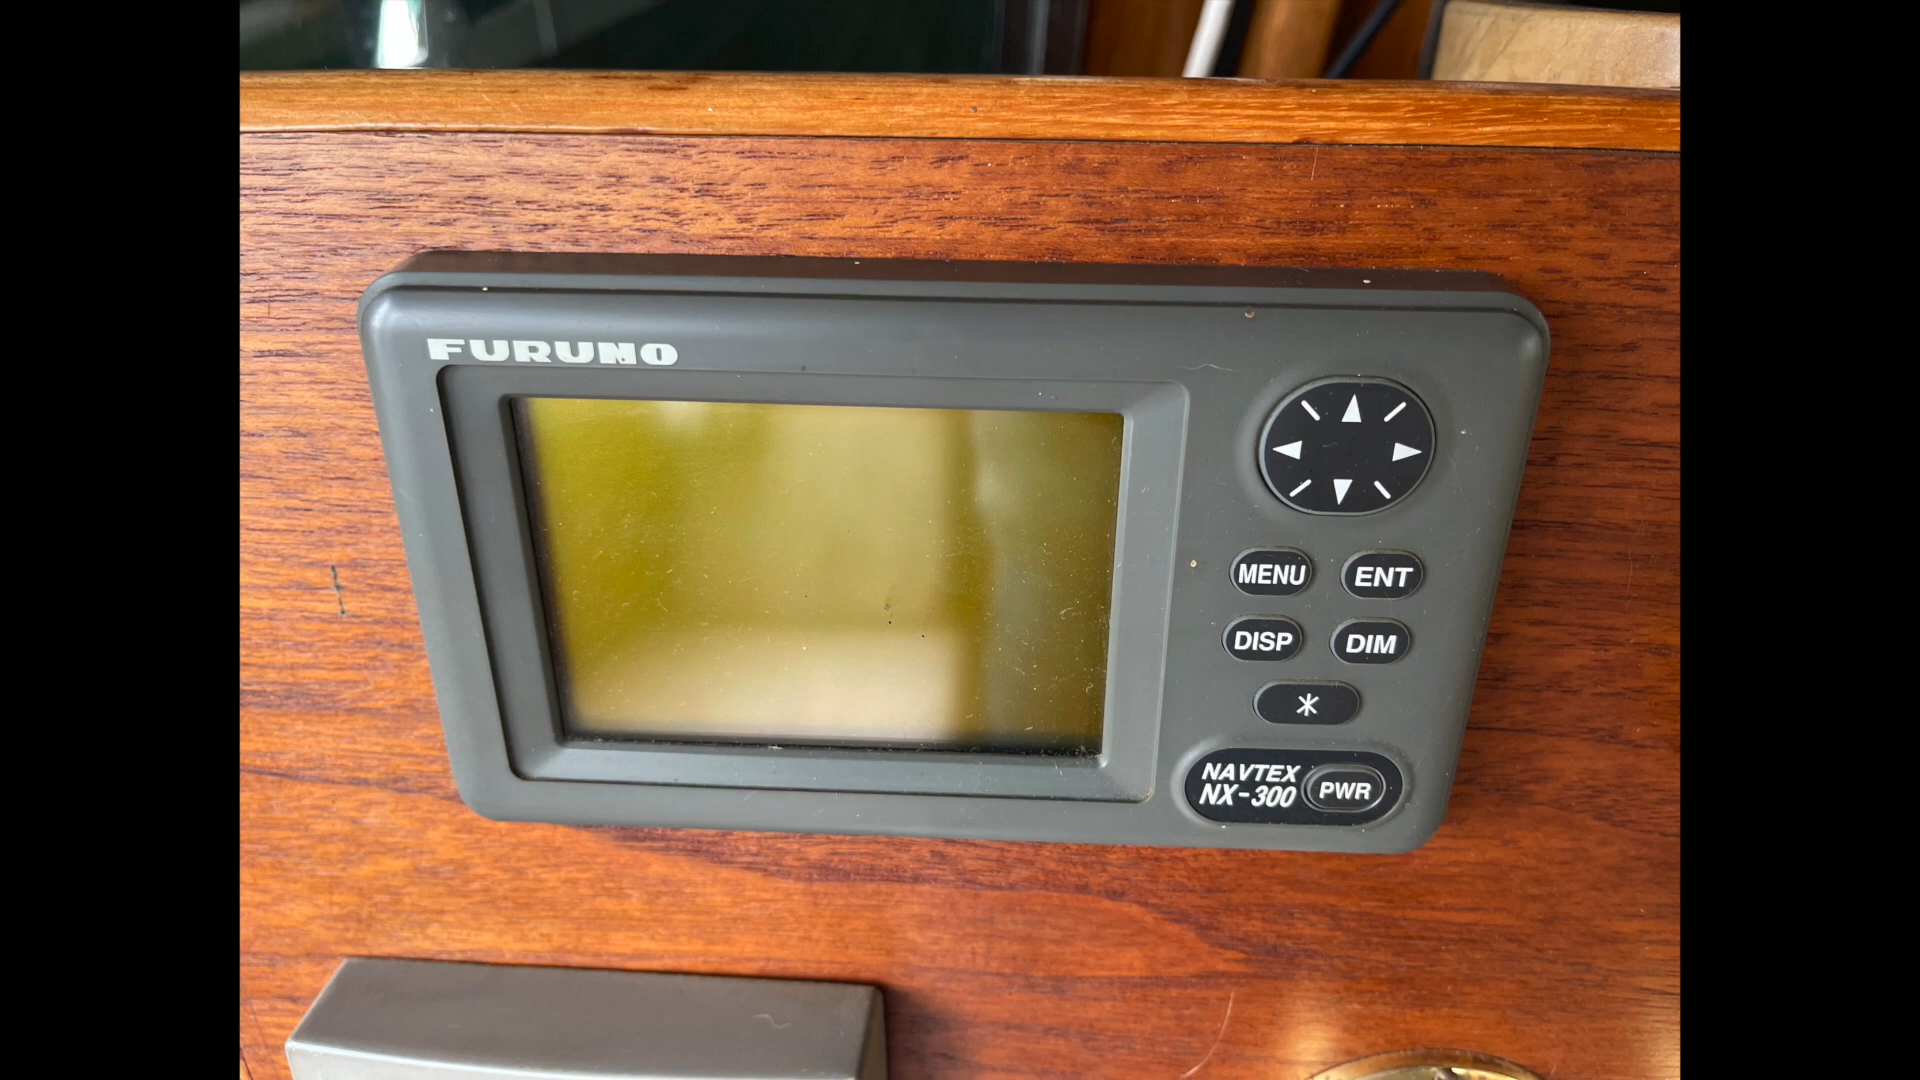 FURUNO
MENU ENT
DISP DIM
*
NAVTEX
NX-300 PWR